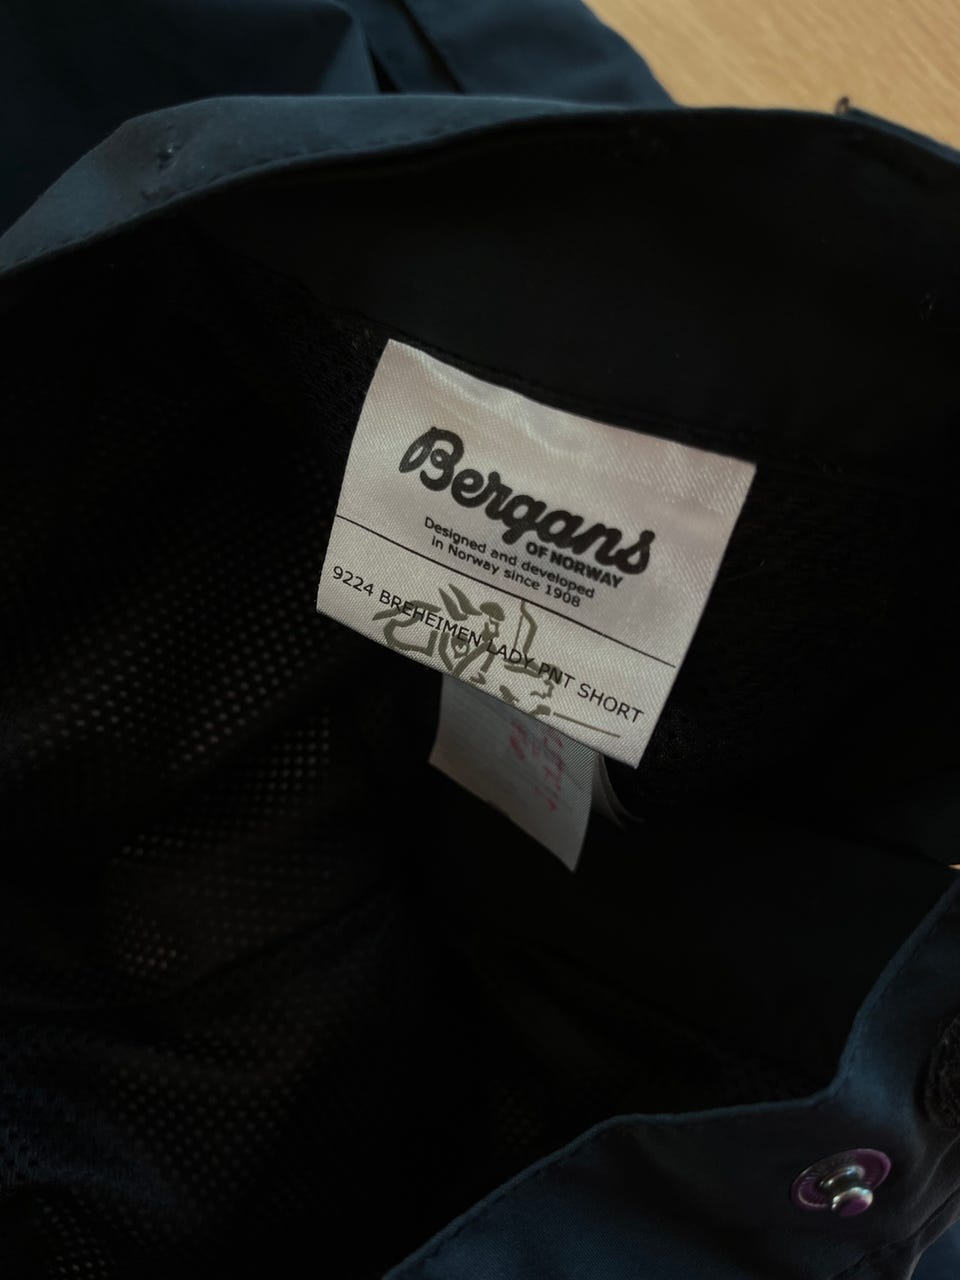 Bergans
OF NORWAY
Designed and developed
in Norway since 1908
9224 BREHEIMEN LADY PNT SHORT